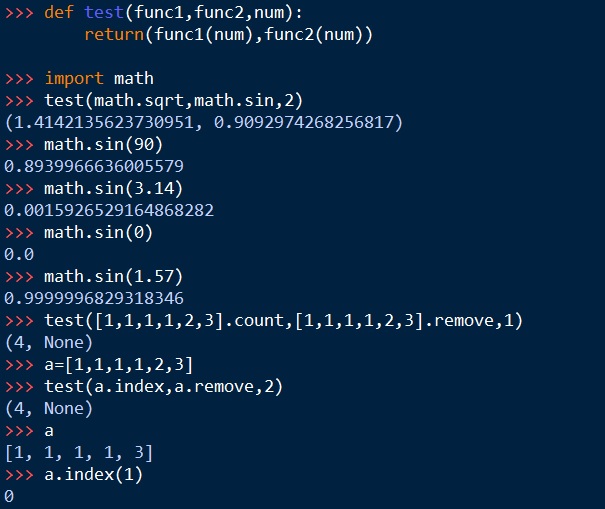 >>> def test(func1,func2,num):
        return(func1(num),func2(num))
>>> import math
>>> test(math.sqrt,math.sin,2)
(1.4142135623730951, 0.9092974268256817)
>>> math.sin(90)
0.8939966636005579
>>> math.sin(3.14)
0.0015926529164868282
>>> math.sin(0)
0.0
>>> math.sin(1.57)
0.9999996829318346
>>> test([1,1,1,1,2,3].count,[1,1,1,1,2,3].remove,1)
(4, None)
>>> a=[1,1,1,1,2,3]
>>> test(a.index,a.remove,2)
(4, None)
>>> a
[1, 1, 1, 1, 3]
>>> a.index(1)
0